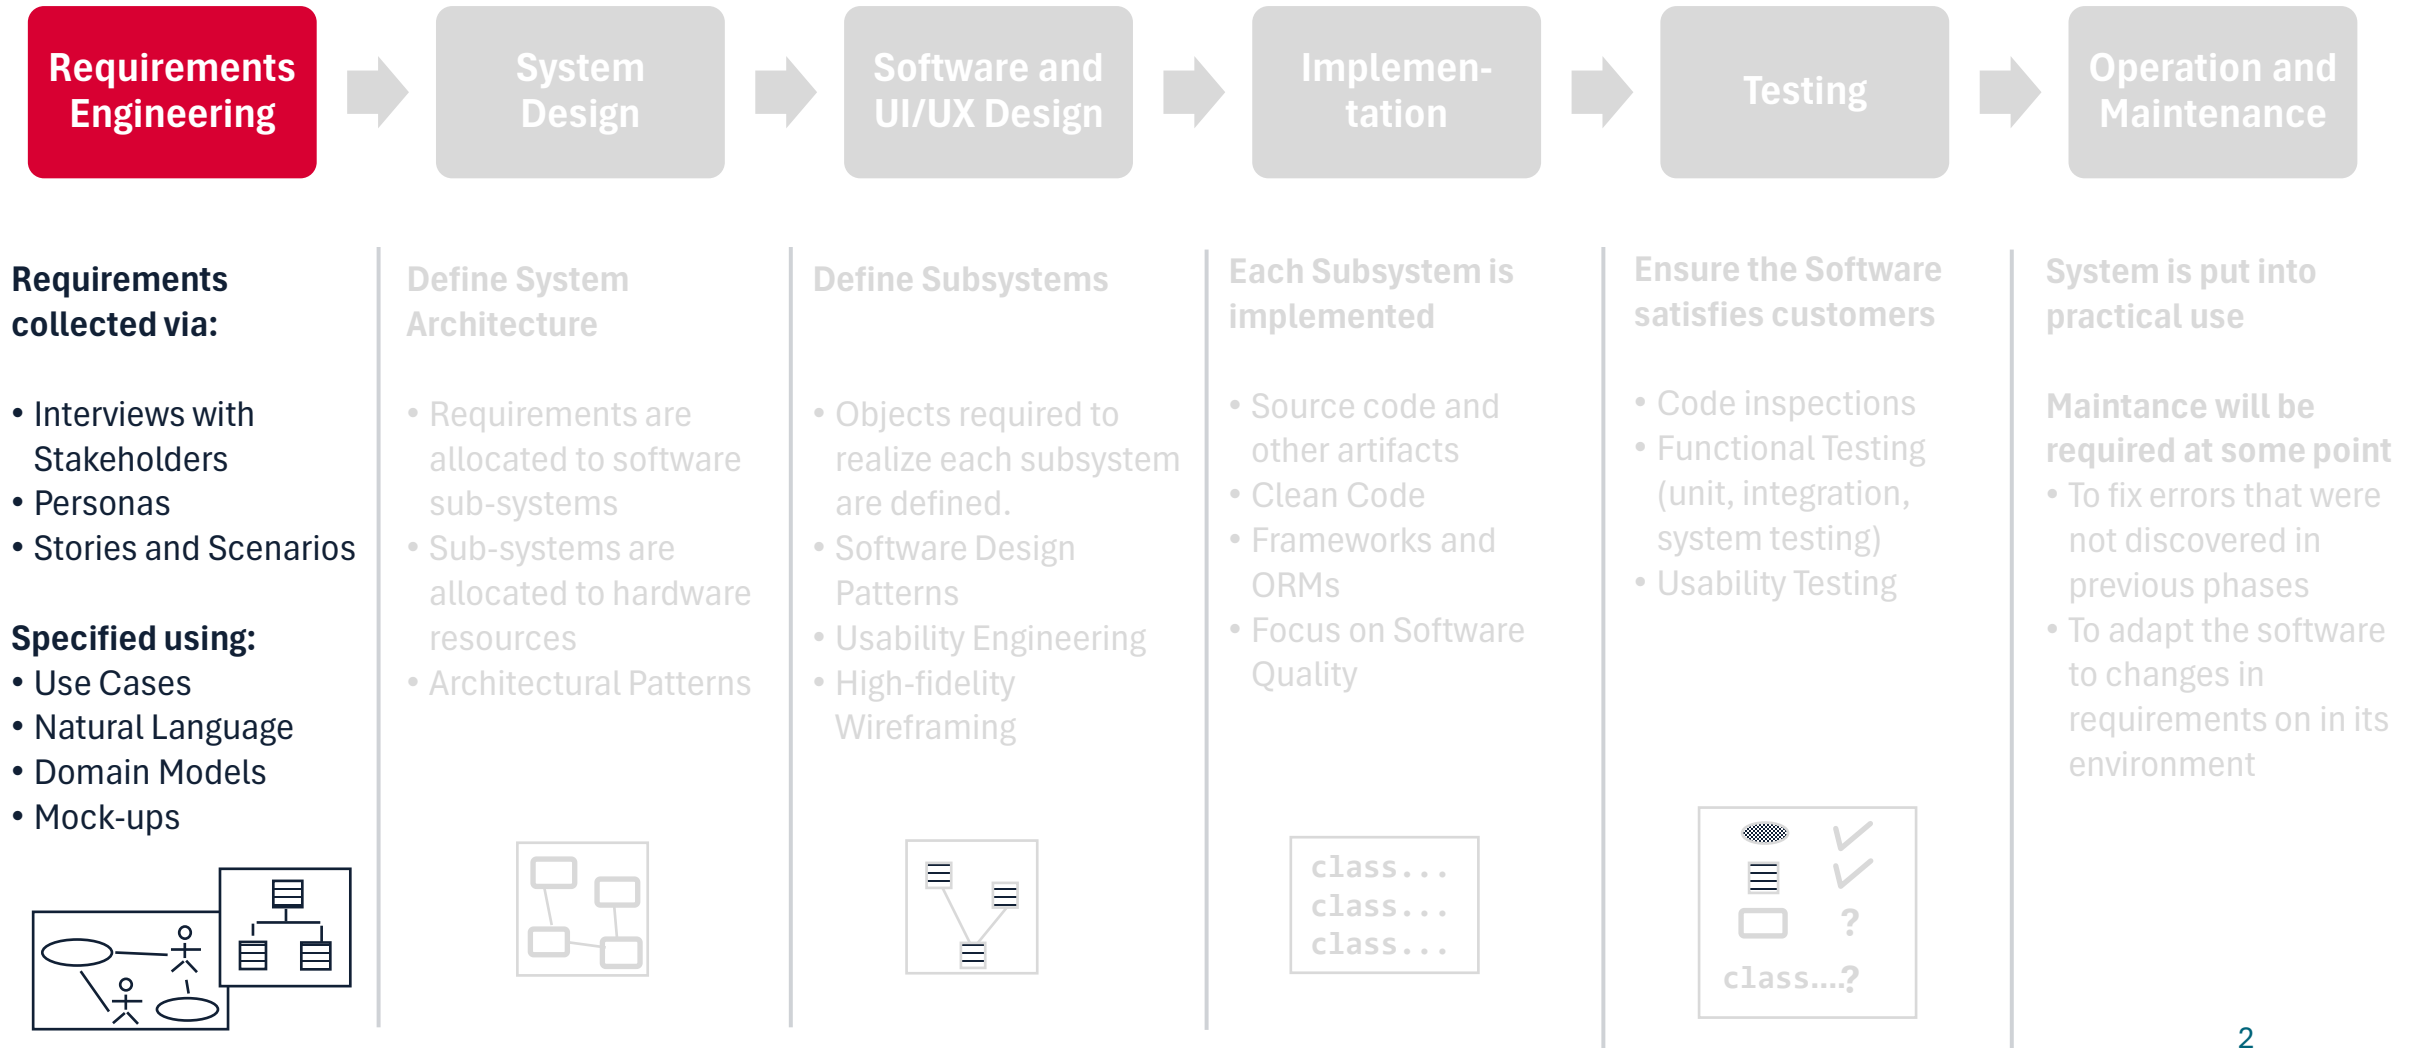 Requirements
Engineering
System
Design
Software and
UI/UX Design
Implemen-
tation
Testing
Operation and
Maintenance
Requirements
collected via:
• Interviews with
Stakeholders
• Personas
• Stories and Scenarios
Specified using:
• Use Cases
• Natural Language
• Domain Models
• Mock-ups
Define System
Architecture
• Requirements are
allocated to software
sub-systems
• Sub-systems are
allocated to hardware
resources
• Architectural Patterns
Define Subsystems
• Objects required to
realize each subsystem
are defined.
• Software Design
Patterns
• Usability Engineering
• High-fidelity
Wireframing
Each Subsystem is
implemented
• Source code and
other artifacts
• Clean Code
• Frameworks and
ORMs
• Focus on Software
Quality
class...
class...
class...
Ensure the Software
satisfies customers
• Code inspections
• Functional Testing
(unit, integration,
system testing)
• Usability Testing
?
class....?
System is put into
practical use
Maintance will be
required at some point
• To fix errors that were
not discovered in
previous phases
• To adapt the software
to changes in
requirements on in its
environment
2